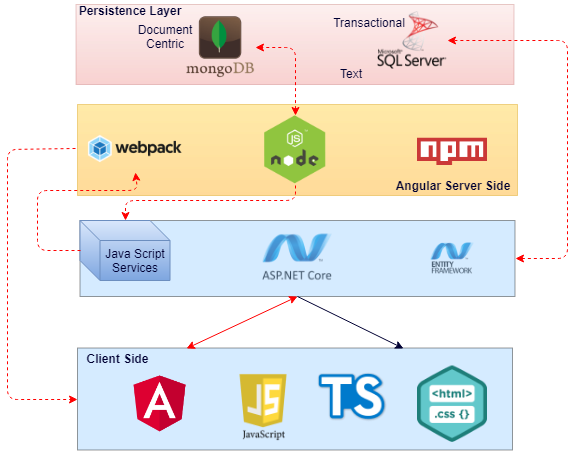 Persistence Layer
Document
Centric
mongoDB
Transactional
Microsoft
SQL Server
Text
webpack
JS
node
npm
Angular Server Side
Java Script
Services
ASP.NET Core
ENTITY
FRAMEWORK
Client Side
A
JS
JavaScript
TS
<html>
.css {}